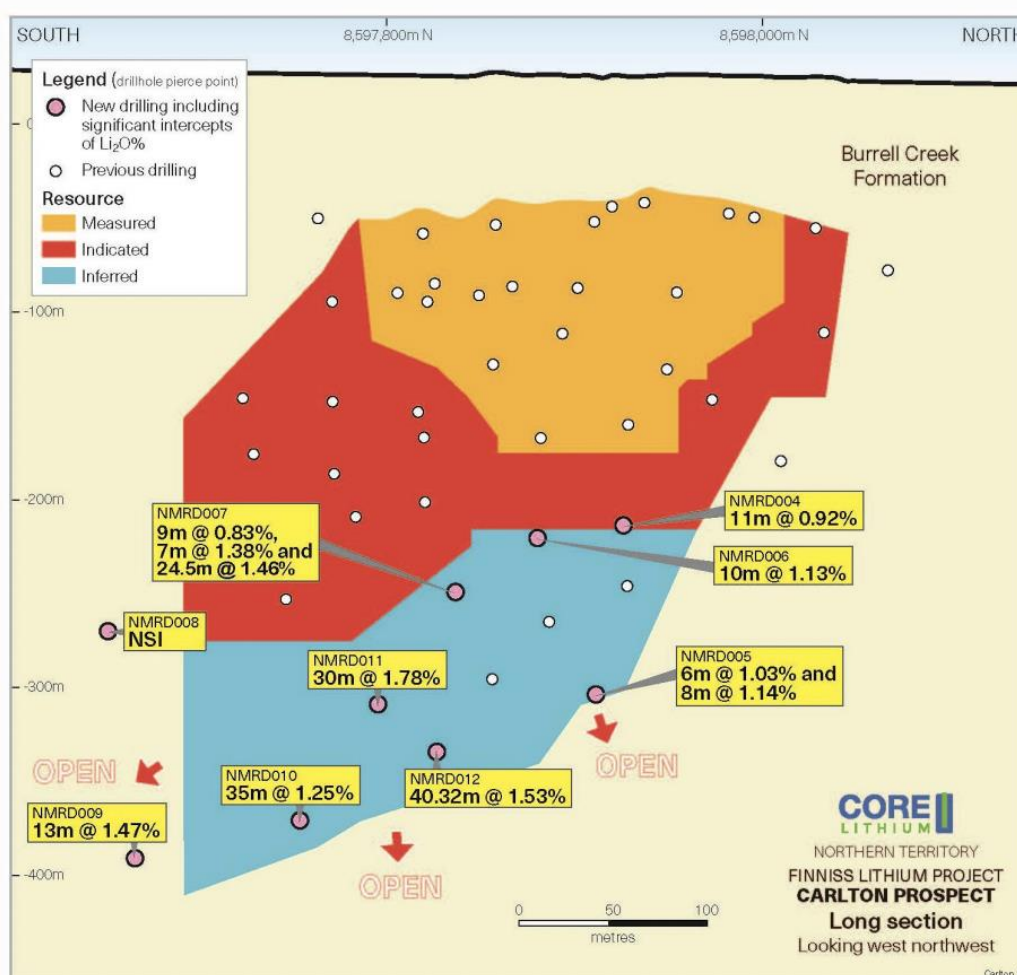 SOUTH
8,597,800m N
8,598,000m N
NORTH
Legend (drillhole pierce point)
New drilling including
significant intercepts
of Li₂O%
Previous drilling
Resource
Measured
Indicated
Inferred
Burrell Creek
Formation
-100m
-200m
-300m
-400m
NMRD007
9m @ 0.83%,
7m @ 1.38% and
24.5m @ 1.46%
NMRD004
11m @ 0.92%
NMRD006
10m @ 1.13%
NMRD008
NSI
NMRD011
30m @ 1.78%
NMRD005
6m @ 1.03% and
8m @ 1.14%
OPEN
OPEN
NMRD010
35m @ 1.25%
NMRD012
40.32m @ 1.53%
NMRD009
13m @ 1.47%
OPEN
CORE
LITHIUM
NORTHERN TERRITORY
FINNISS LITHIUM PROJECT
CARLTON PROSPECT
Long section
Looking west northwest
0 50 100
metres
Carlton